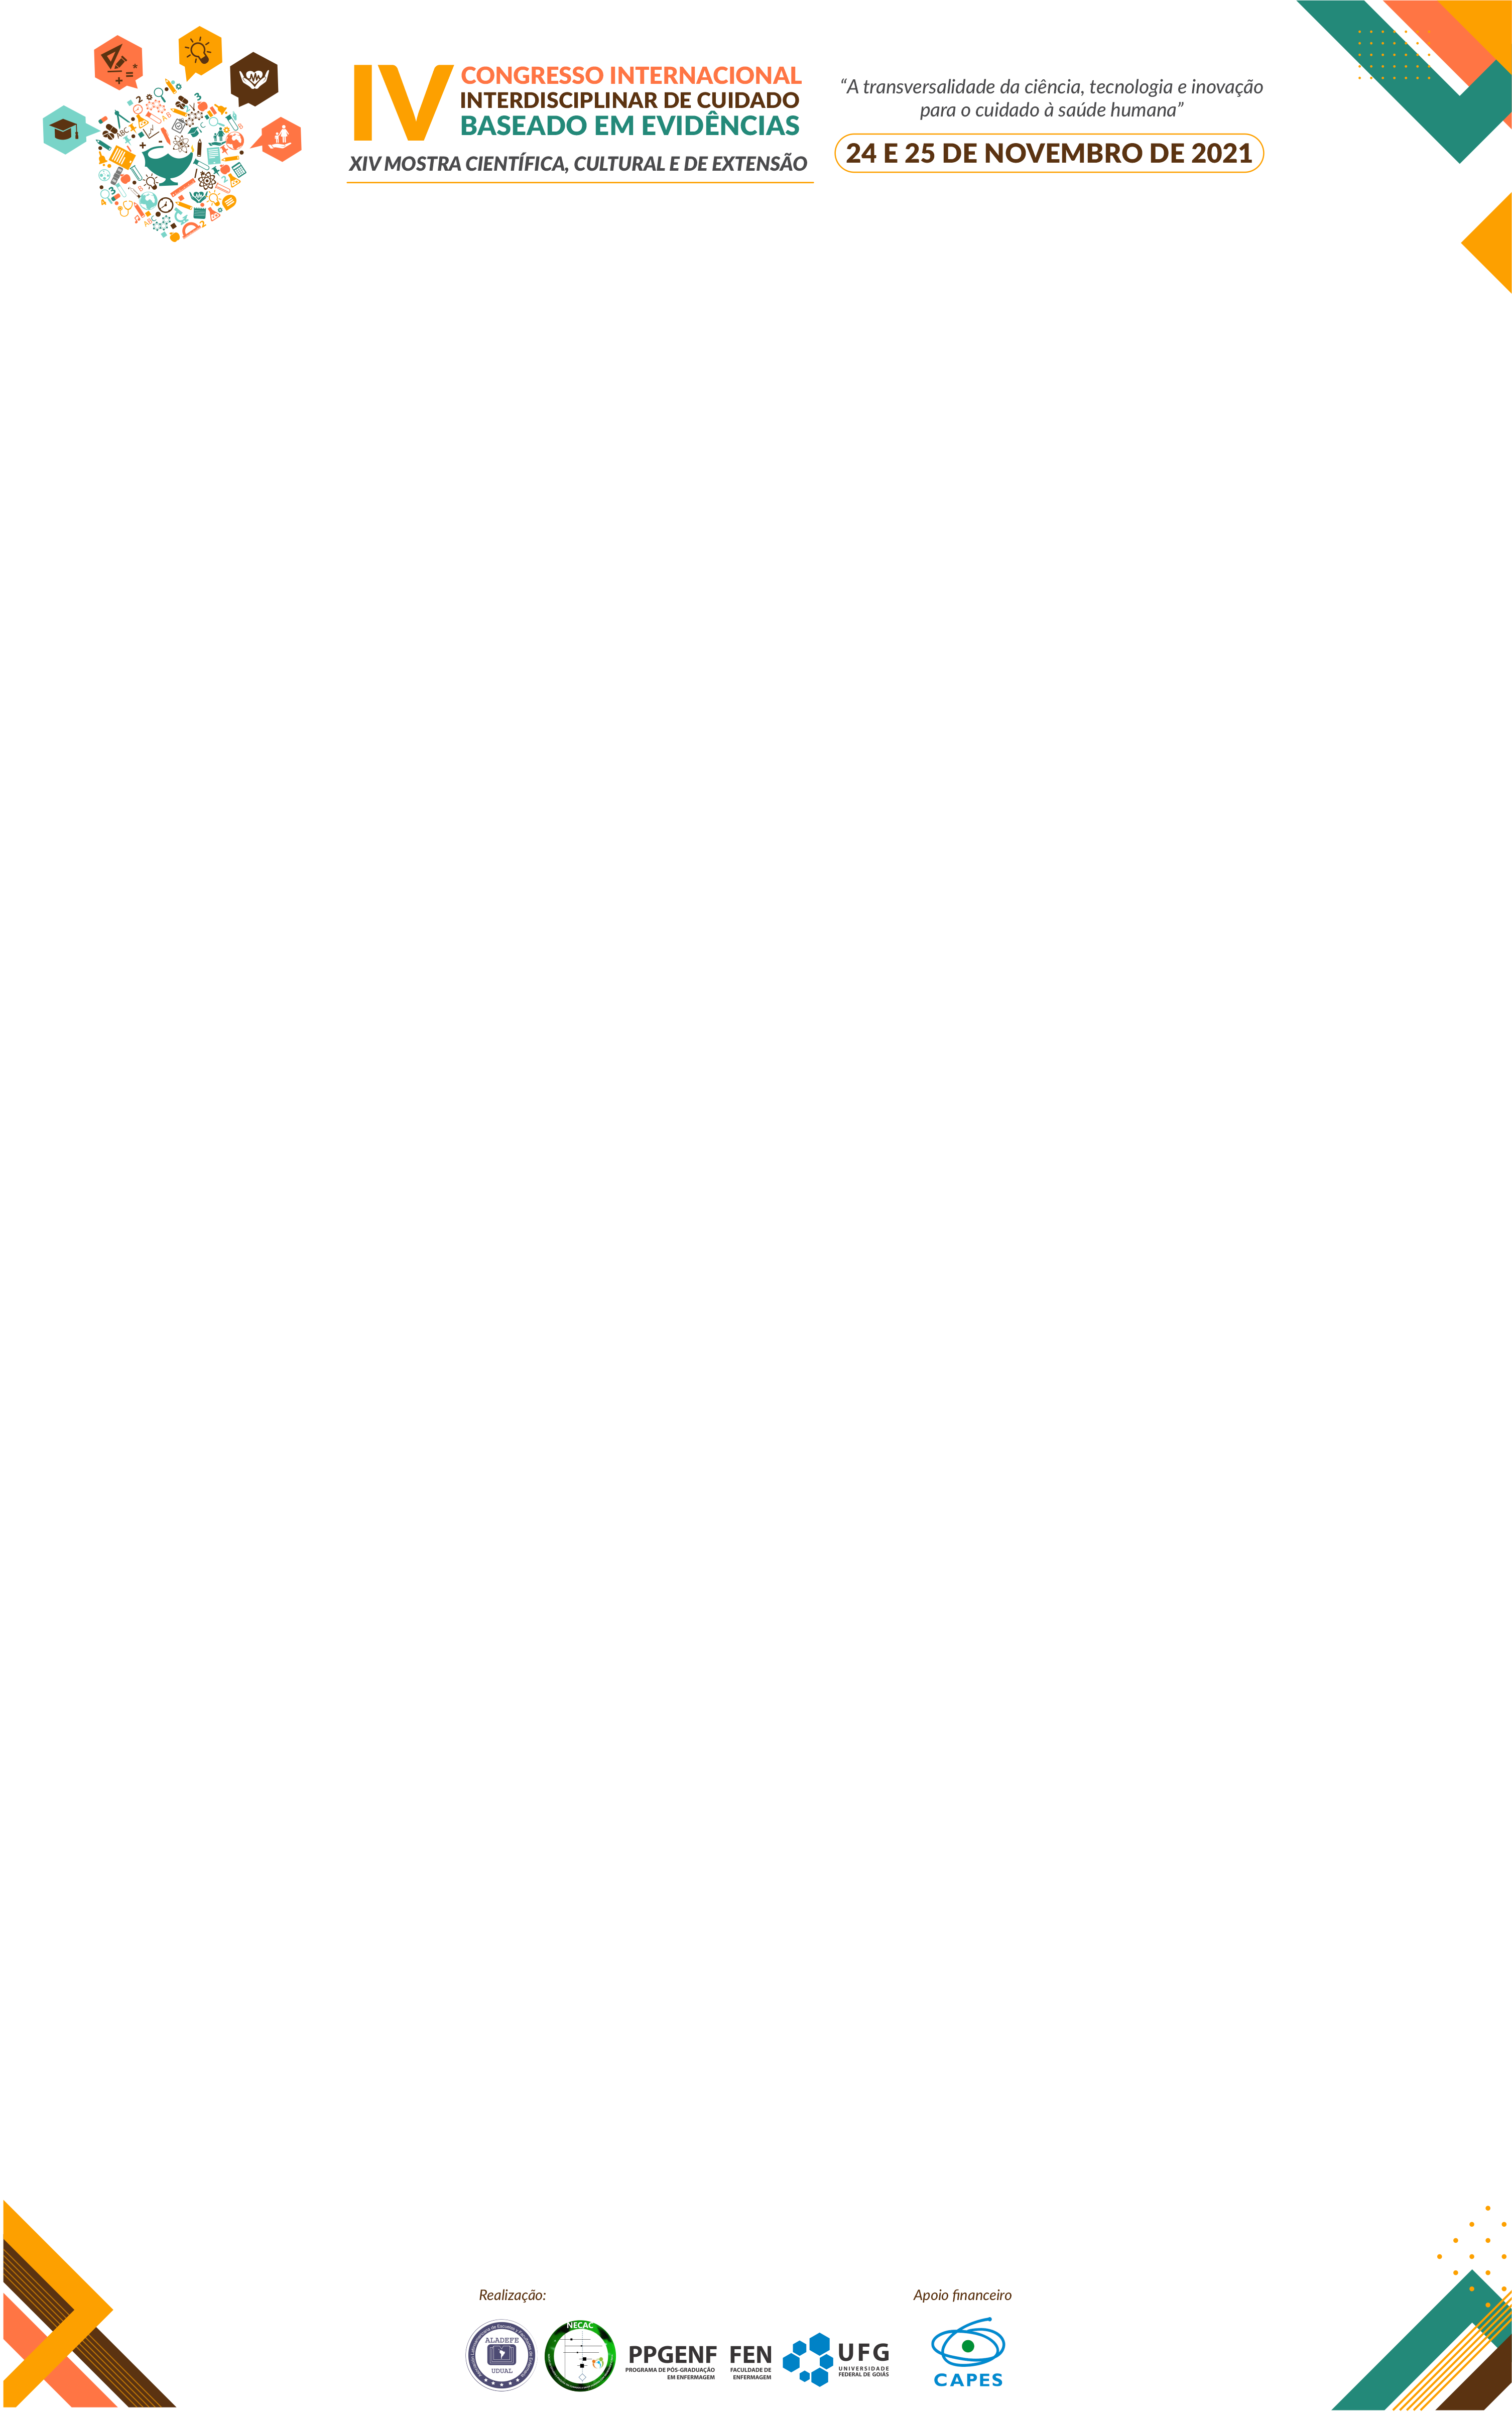 IV
CONGRESSO INTERNACIONAL
INTERDISCIPLINAR DE CUIDADO
BASEADO EM EVIDÊNCIAS
XIV MOSTRA CIENTÍFICA, CULTURAL E DE EXTENSÃO
“A transversalidade da ciência, tecnologia e inovação
para o cuidado à saúde humana”
24 E 25 DE NOVEMBRO DE 2021
Realização:
Apoio financeiro
ALADEFE
UDUAL
NECAC
PPGENF
PROGRAMA DE PÓS-GRADUAÇÃO
EM ENFERMAGEM
FEN
FACULDADE DE
ENFERMAGEM
UFG
UNIVERSIDADE
FEDERAL DE GOIÁS
CAPES